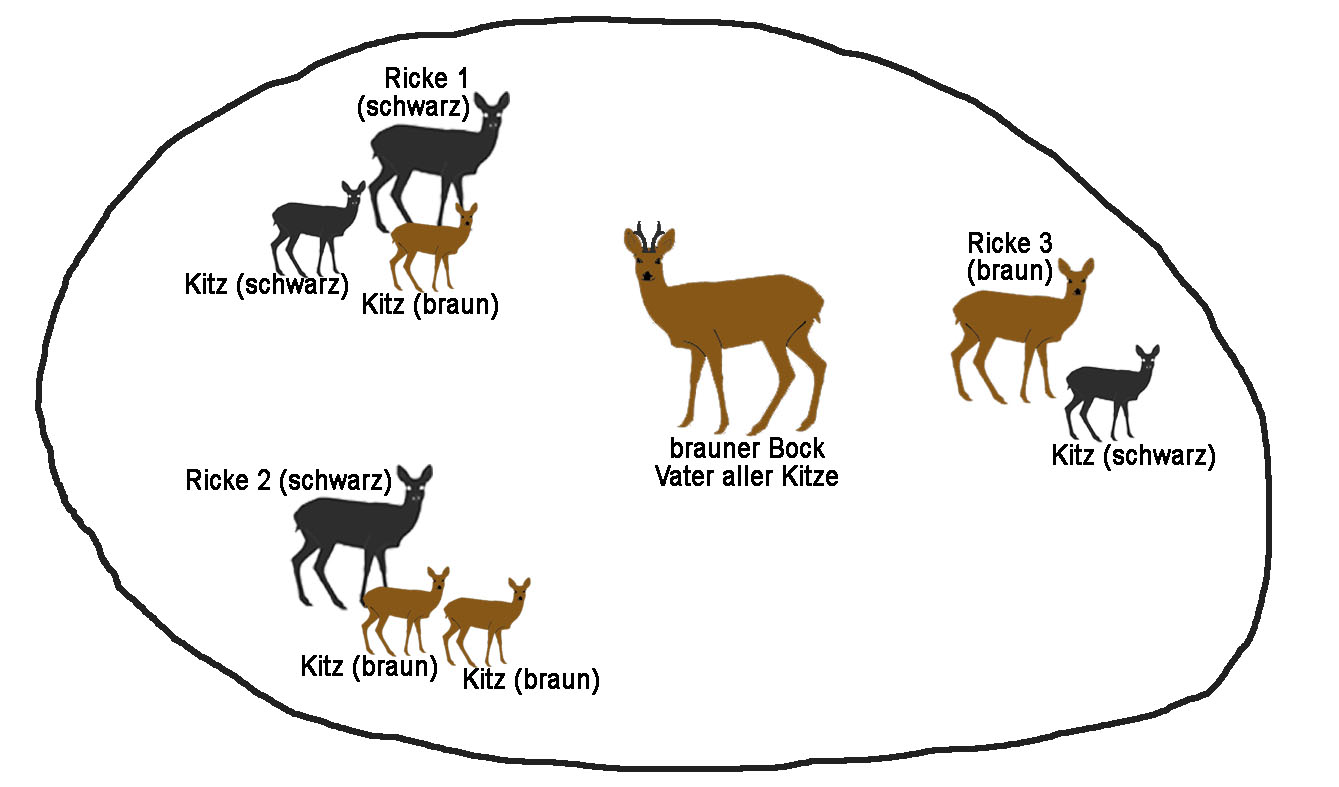 Ricke 1
(schwarz)
Kitz (schwarz)
Kitz (braun)
brauner Bock
Vater aller Kitze
Ricke 3
(braun)
Kitz (schwarz)
Ricke 2 (schwarz)
Kitz (braun)
Kitz (braun)